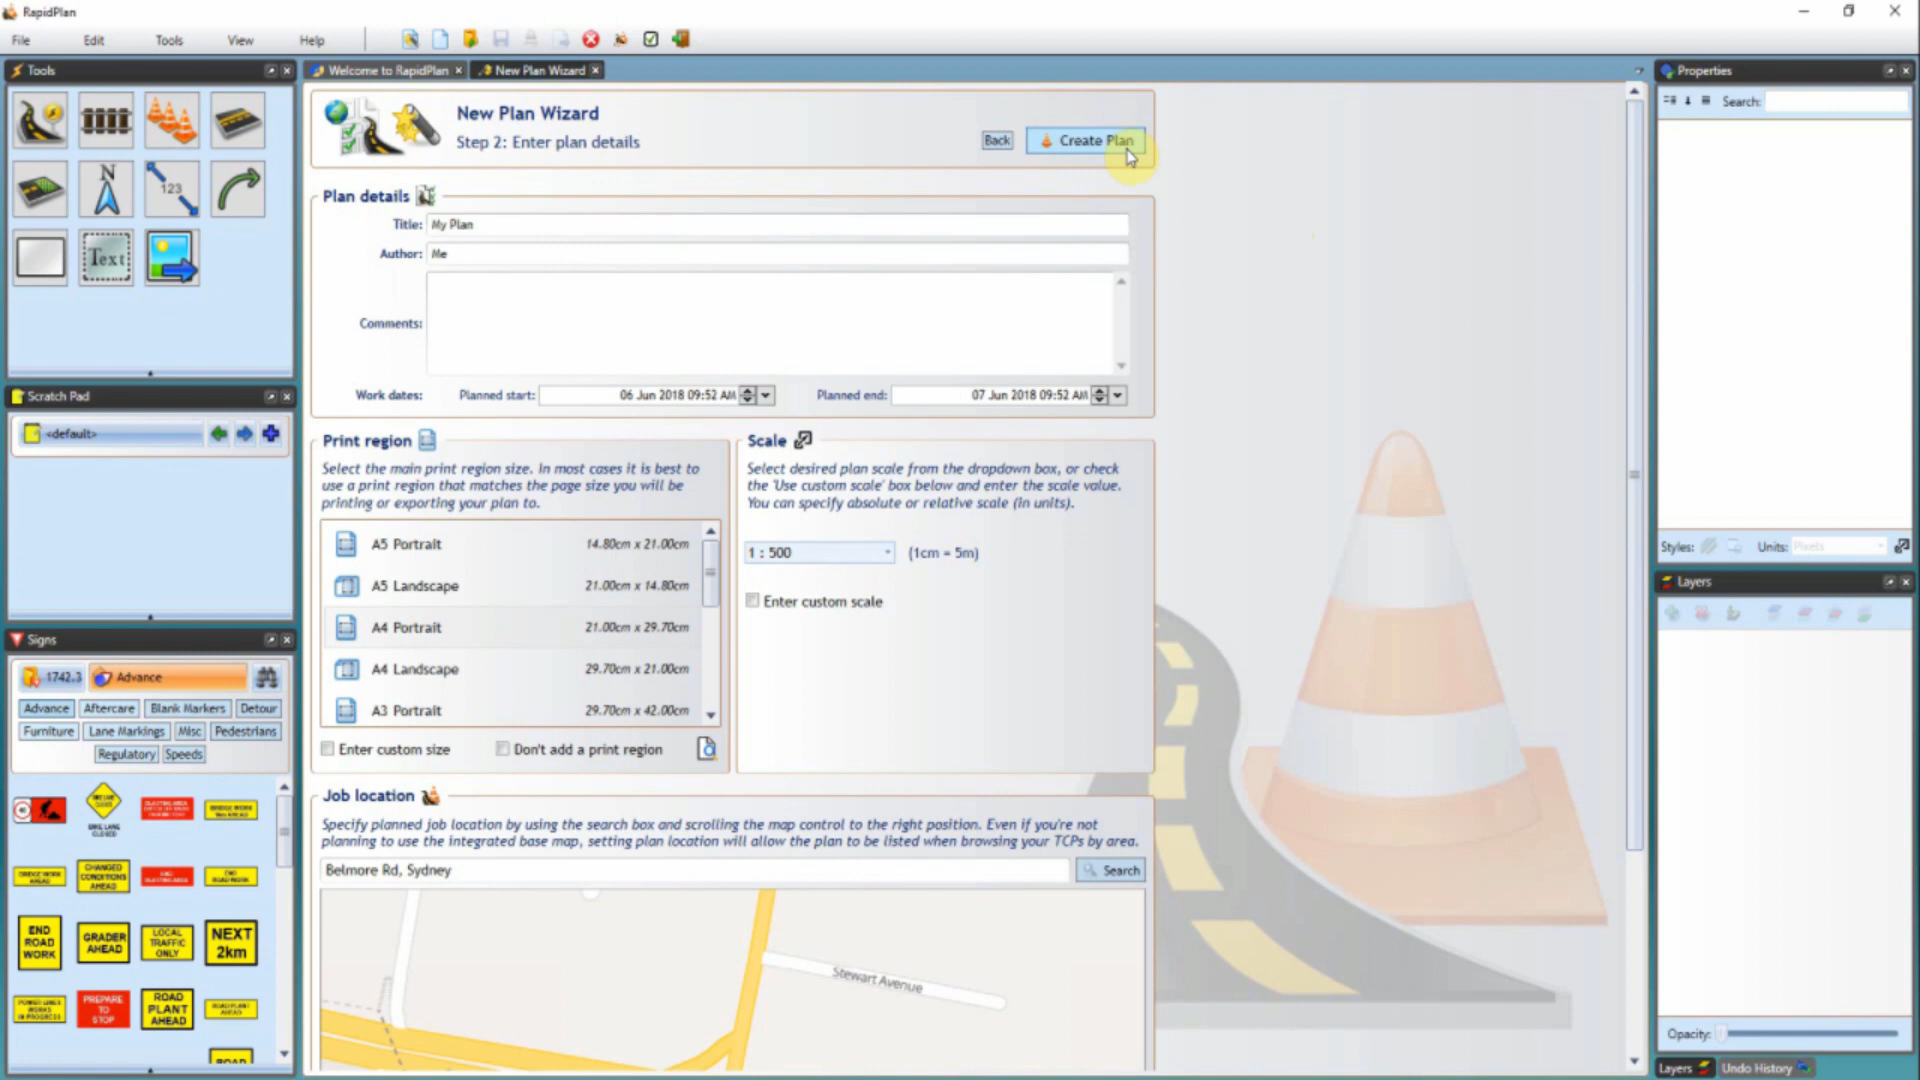 RapidPlan
File Edit Tools View Help
Tools
Welcome to RapidPlan
New Plan Wizard
Properties
Search:
New Plan Wizard
Step 2: Enter plan details
Back
Create Plan
N
123
Text
Plan details
Title: My Plan
Author: Me
Comments:
Work dates: Planned start: 06 Jun 2018 09:52 AM Planned end: 07 Jun 2018 09:52 AM
Scratch Pad
<default>
Print region
Select the main print region size. In most cases it is best to
use a print region that matches the page size you will be
printing or exporting your plan to.
A5 Portrait 14.80cm x 21.00cm
A5 Landscape 21.00cm x 14.80cm
A4 Portrait 21.00cm x 29.70cm
A4 Landscape 29.70cm x 21.00cm
A3 Portrait 29.70cm x 42.00cm
Enter custom size
Don't add a print region
Scale
Select desired plan scale from the dropdown box, or check
the 'Use custom scale' box below and enter the scale value.
You can specify absolute or relative scale (in units).
1 : 500 (1cm = 5m)
Enter custom scale
Styles: Units: Pixels
Layers
Signs
1742.3 Advance
Advance Aftercare Blank Markers Detour
Furniture Lane Markings Misc Pedestrians
Regulatory Speeds
BIKE LANE
CLOSED
CHANGED
CONDITIONS
AHEAD
END
ROAD
WORK
GRADER
AHEAD
LOCAL
TRAFFIC
ONLY
NEXT
2km
PREPARE
TO
STOP
ROAD
PLANT
AHEAD
ROAD
Job location
Specify planned job location by using the search box and scrolling the map control to the right position. Even if you're not
planning to use the integrated base map, setting plan location will allow the plan to be listed when browsing your TCPs by area.
Belmore Rd, Sydney
Search
Stewart Avenue
Opacity:
Layers
Undo History